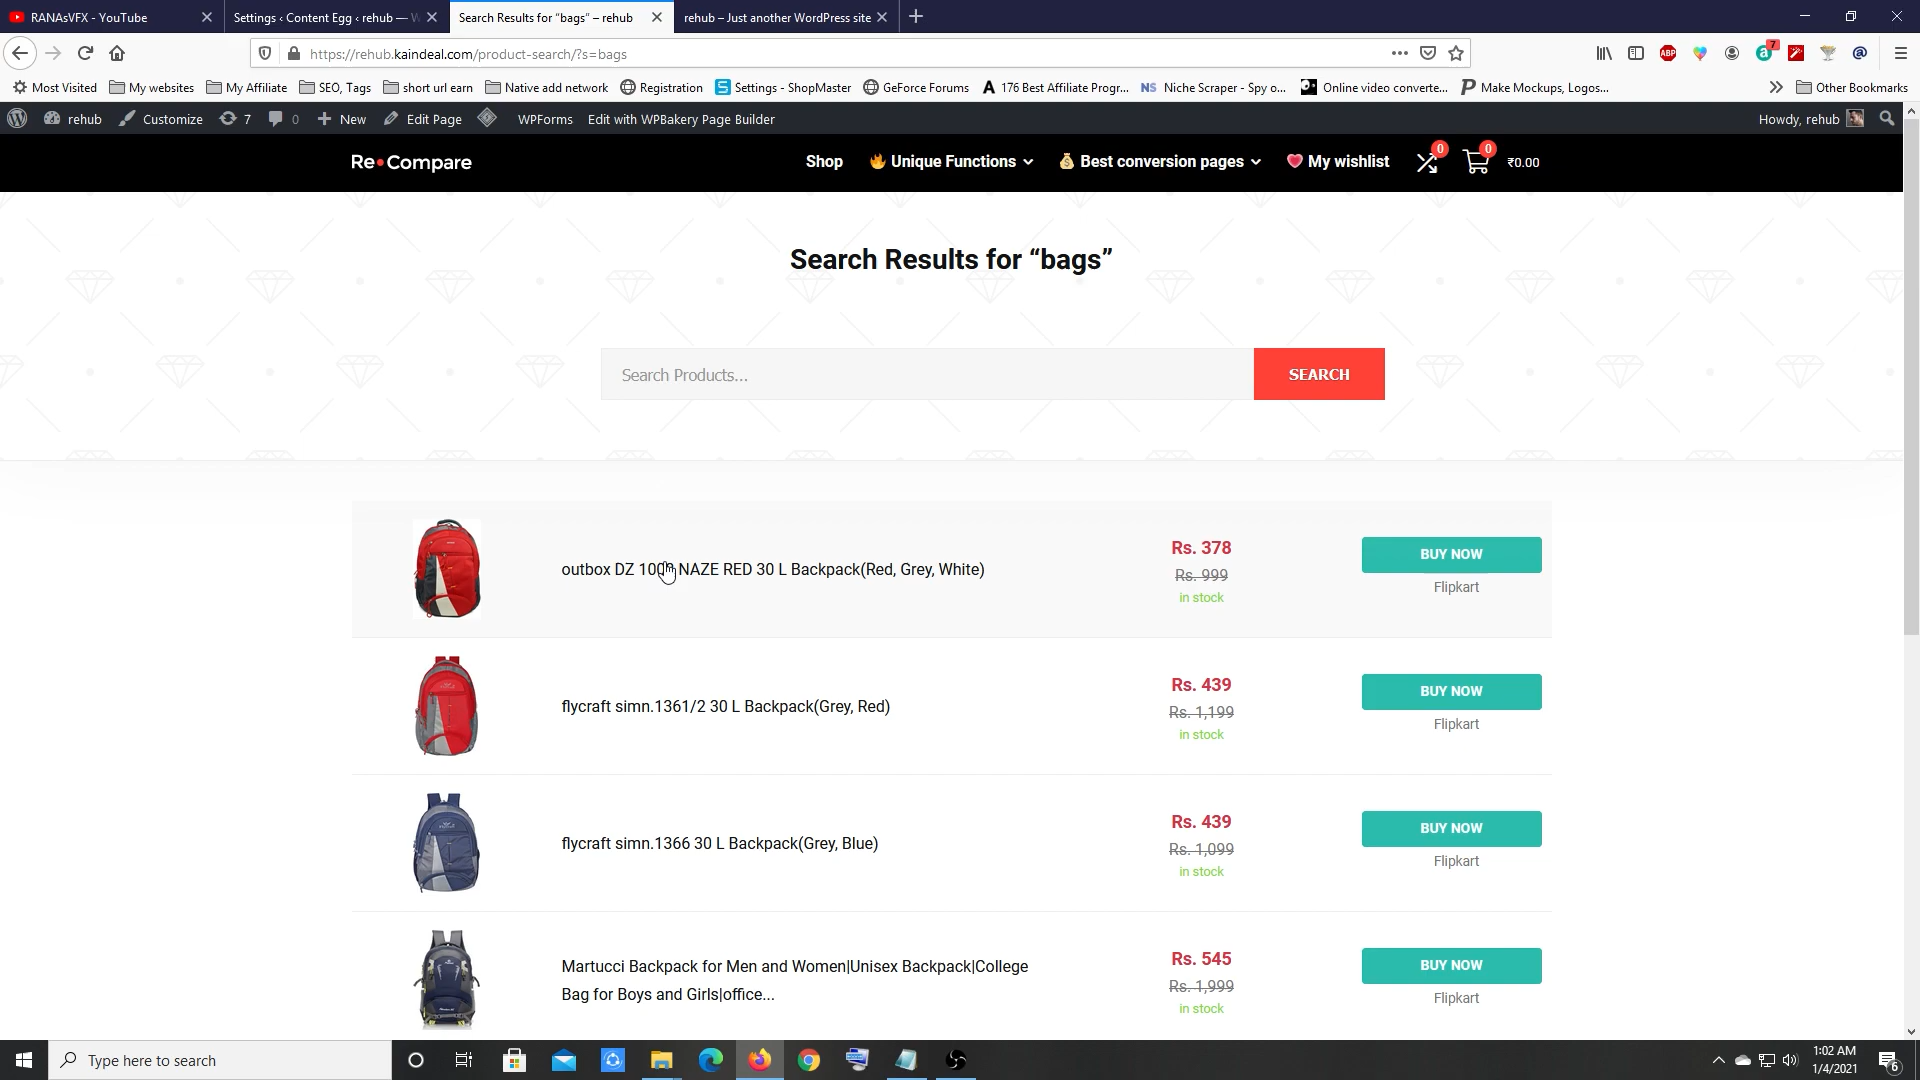 RANAsVFX - YouTube
Settings ‹ Content Egg ‹ rehub — W
Search Results for “bags” – rehub
rehub – Just another WordPress site
https://rehub.kaindeal.com/product-search/?s=bags
ABP
7
Most Visited
My websites
My Affiliate
SEO, Tags
short url earn
Native add network
Registration
Settings - ShopMaster
GeForce Forums
176 Best Affiliate Progr...
NS Niche Scraper - Spy o...
Online video converte...
Make Mockups, Logos...
Other Bookmarks
rehub
Customize
7
0
New
Edit Page
WPForms
Edit with WPBakery Page Builder
Howdy, rehub
Re•Compare
Shop
Unique Functions
Best conversion pages
My wishlist
0
0
₹0.00
Search Results for “bags”
Search Products...
SEARCH
outbox DZ NAZE RED 30 L Backpack(Red, Grey, White)
Rs. 378
Rs. 999
in stock
BUY NOW
Flipkart
flycraft simn.1361/2 30 L Backpack(Grey, Red)
Rs. 439
Rs. 1,199
in stock
BUY NOW
Flipkart
flycraft simn.1366 30 L Backpack(Grey, Blue)
Rs. 439
Rs. 1,099
in stock
BUY NOW
Flipkart
Martucci Backpack for Men and Women|Unisex Backpack|College
Bag for Boys and Girls|office...
Rs. 545
Rs. 1,999
in stock
BUY NOW
Flipkart
Type here to search
1:02 AM
1/4/2021
6